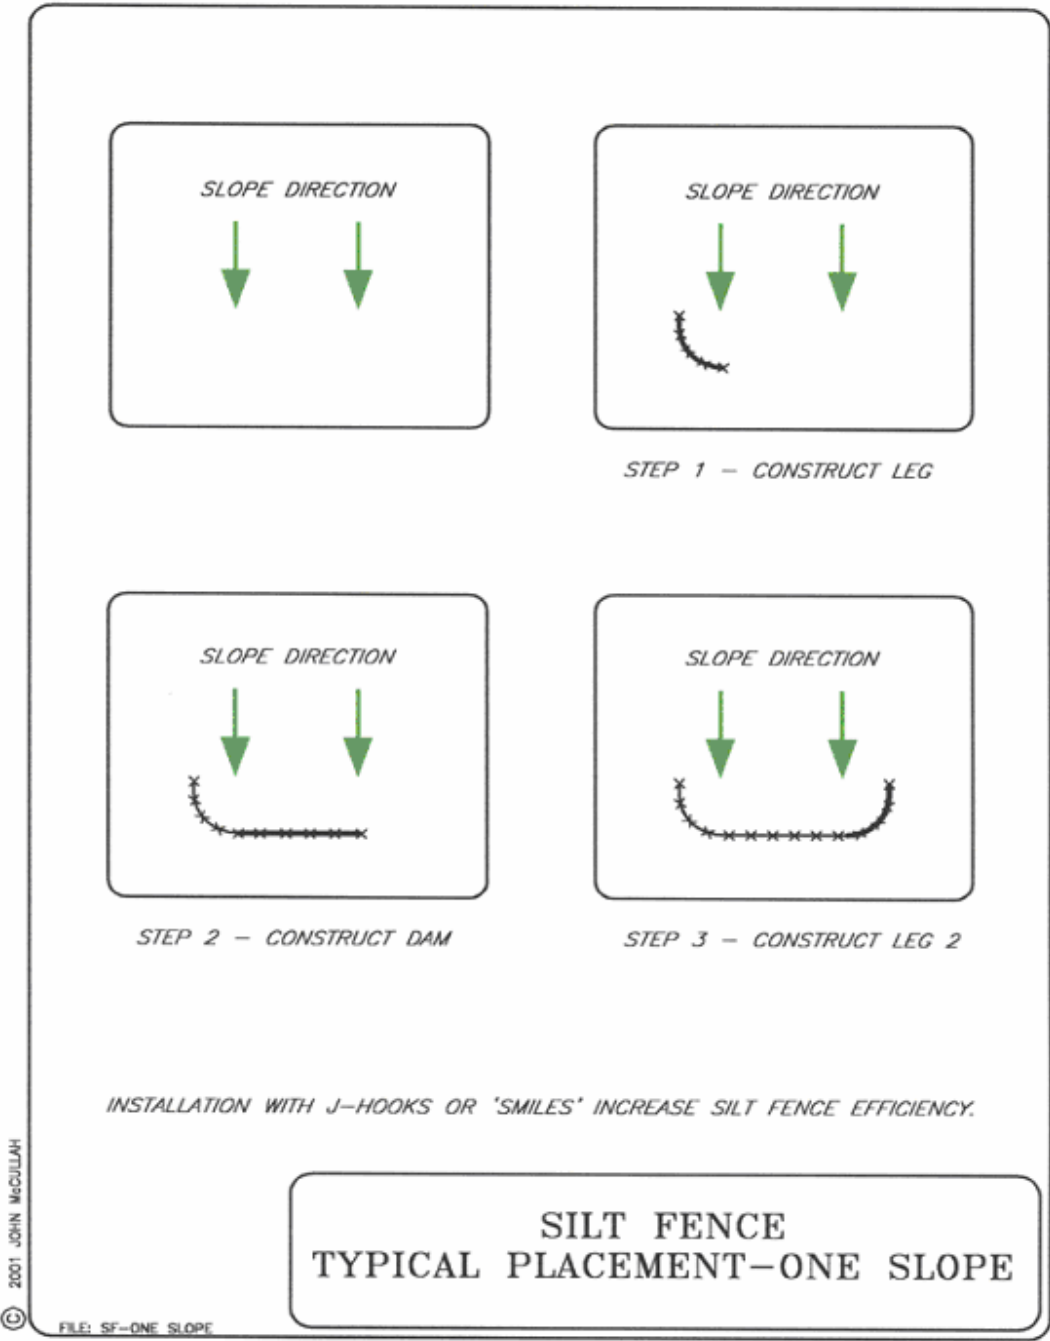 SLOPE DIRECTION
SLOPE DIRECTION
STEP 1 - CONSTRUCT LEG
SLOPE DIRECTION
SLOPE DIRECTION
STEP 2 - CONSTRUCT DAM
STEP 3 - CONSTRUCT LEG 2
INSTALLATION WITH J-HOOKS OR 'SMILES' INCREASE SILT FENCE EFFICIENCY.
SILT FENCE
TYPICAL PLACEMENT-ONE SLOPE
FILE: SF-ONE SLOPE
© 2001 JOHN McCULLAH